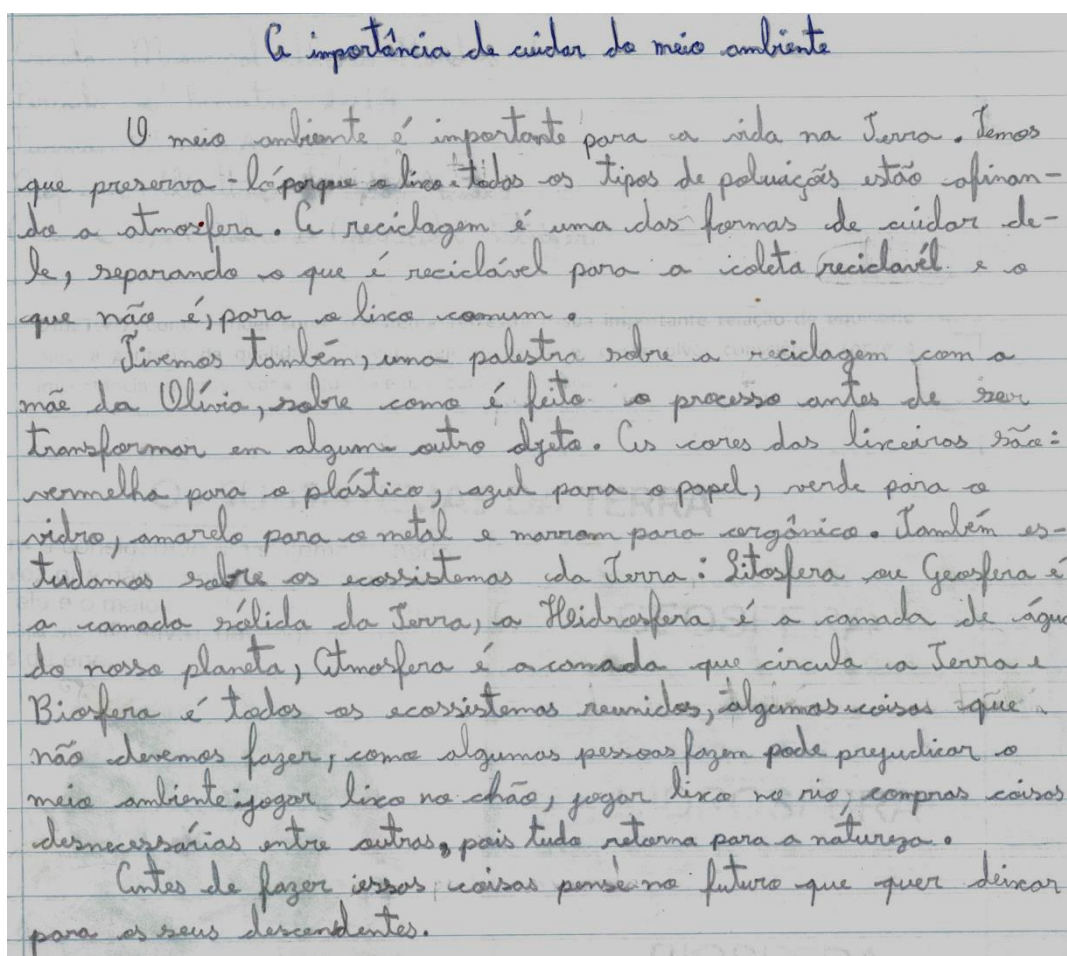 A importância de cuidar do meio ambiente
O meio ambiente é importante para a vida na Terra. Temos
que preserva-ló porque o lixo e todos os tipos de poluições estão afinan-
do a atmosfera. A reciclagem é uma das formas de cuidar de-
le, separando o que é reciclável para a coleta reciclavél e o
que não é, para o lixo comum.
Tivemos também, uma palestra sobre a reciclagem com a
mãe da Olívia, sobre como é feito o processo antes de ser
transformar em algum outro objeto. As cores das lixeiras são:
vermelha para o plástico, azul para o papel, verde para o
vidro, amarelo para o metal e marrom para orgânico. Também es-
tudamos sobre os ecossistemas da Terra: Litosfera ou Geosfera é
a camada sólida da Terra, a Heidrosfera é a camada de água
do nosso planeta, Atmosfera é a camada que circula a Terra e
Biosfera é todos os ecossistemas reunidos, algumas coisas que
não devemos fazer, como algumas pessoas fazem pode prejudicar o
meio ambiente: jogar lixo no chão, jogar lixo no rio, compras coisas
desnecessárias entre outras, pois tudo retorna para a natureza.
Antes de fazer essas coisas pense no futuro que quer deixar
para os seus descendentes.